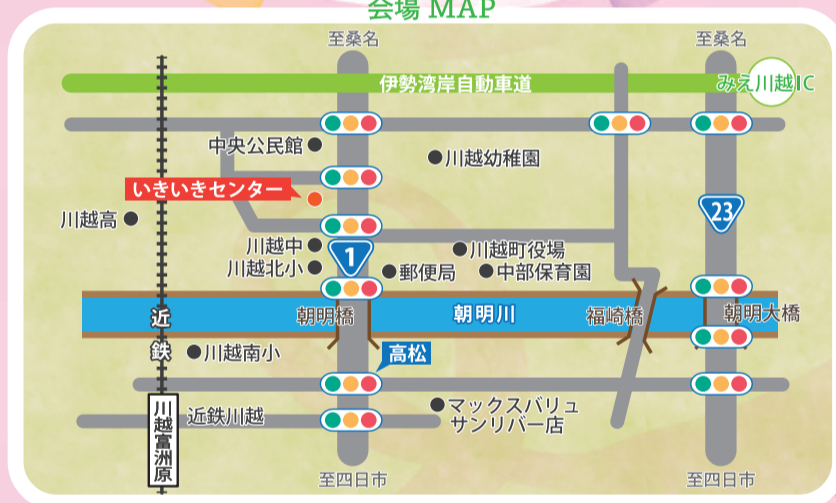 会場 MAP
至桑名
至桑名
伊勢湾岸自動車道
みえ川越IC
中央公民館
川越幼稚園
いきいきセンター
川越高
23
川越中
1
川越町役場
川越北小
郵便局
中部保育園
近鉄
朝明橋
朝明川
福崎橋
朝明大橋
川越南小
高松
川越富洲原
近鉄川越
マックスバリュ
サンリバー店
至四日市
至四日市